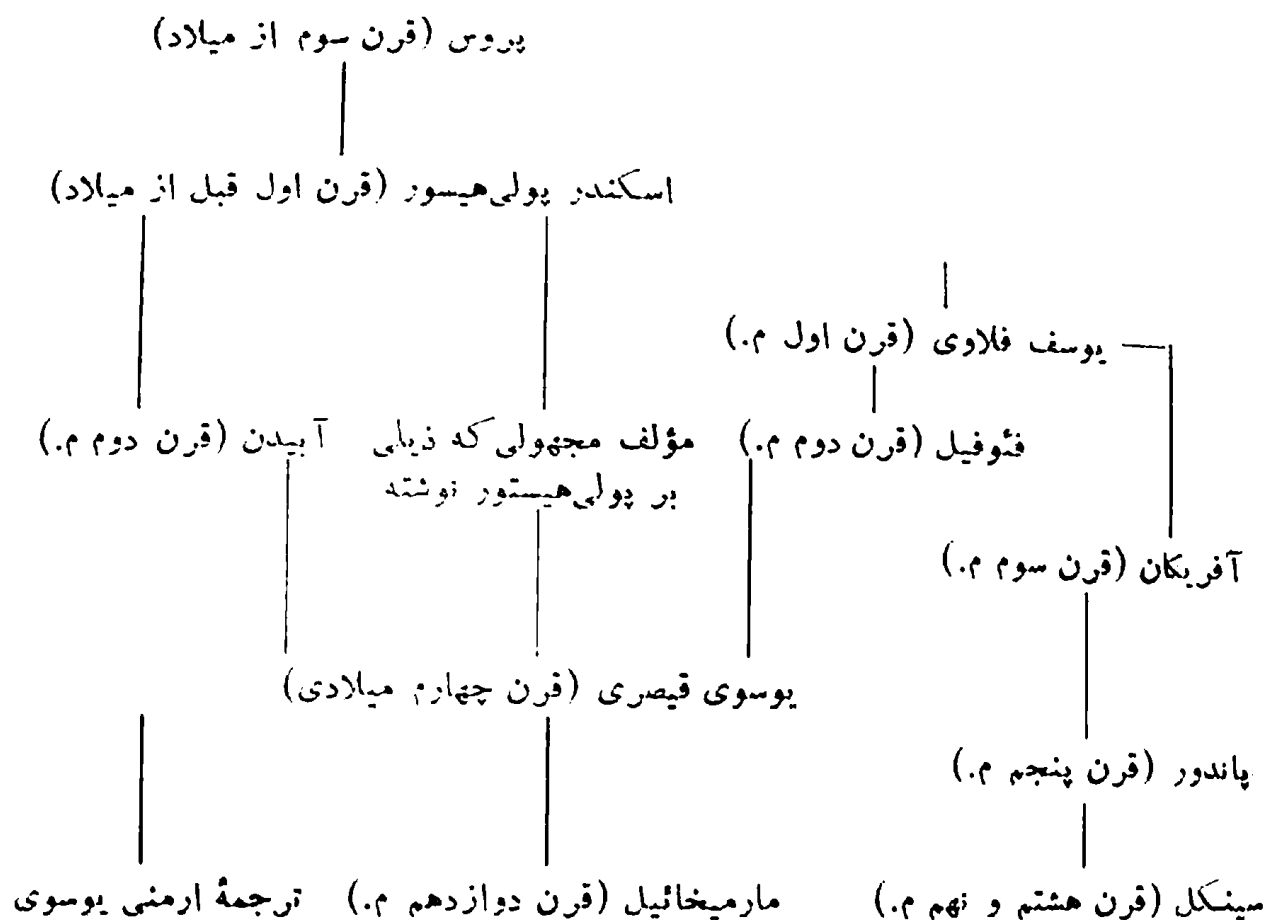 پروس (قرن سوم از میلاد)
اسکندر پولی‌هیسور (قرن اول قبل از میلاد)
یوسف فلاوی (قرن اول م.)
فئوفیل (قرن دوم م.)
مؤلف مجهولی که ذیلی
آبیدن (قرن دوم م.)
بر پولی‌هیستور نوشته
آفریکان (قرن سوم م.)
یوسوی قیصری (قرن چهارم میلادی)
پاندور (قرن پنجم م.)
سینکل (قرن هشتم و نهم م.)
مارمیخائیل (قرن دوازدهم م.)
ترجمهٔ ارمنی یوسوی